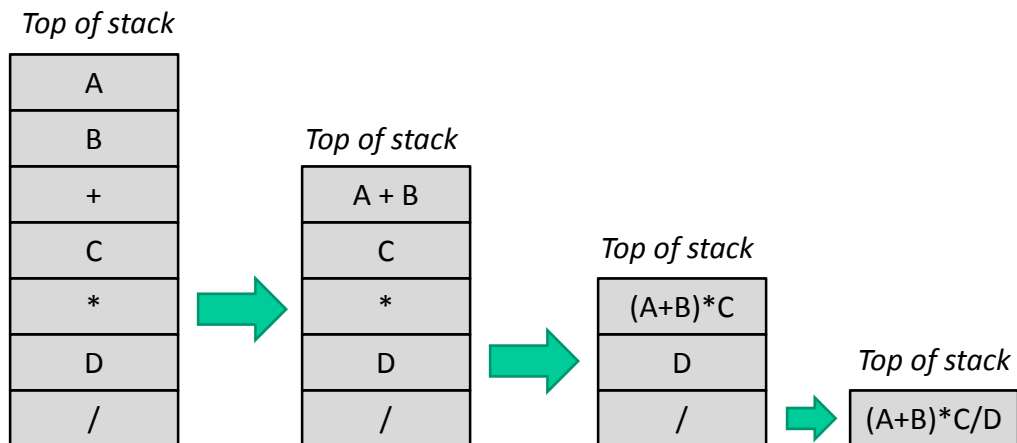 Top of stack
A
B
+
C
*
D
/
Top of stack
A + B
C
*
D
/
Top of stack
(A+B)*C
D
/
Top of stack
(A+B)*C/D